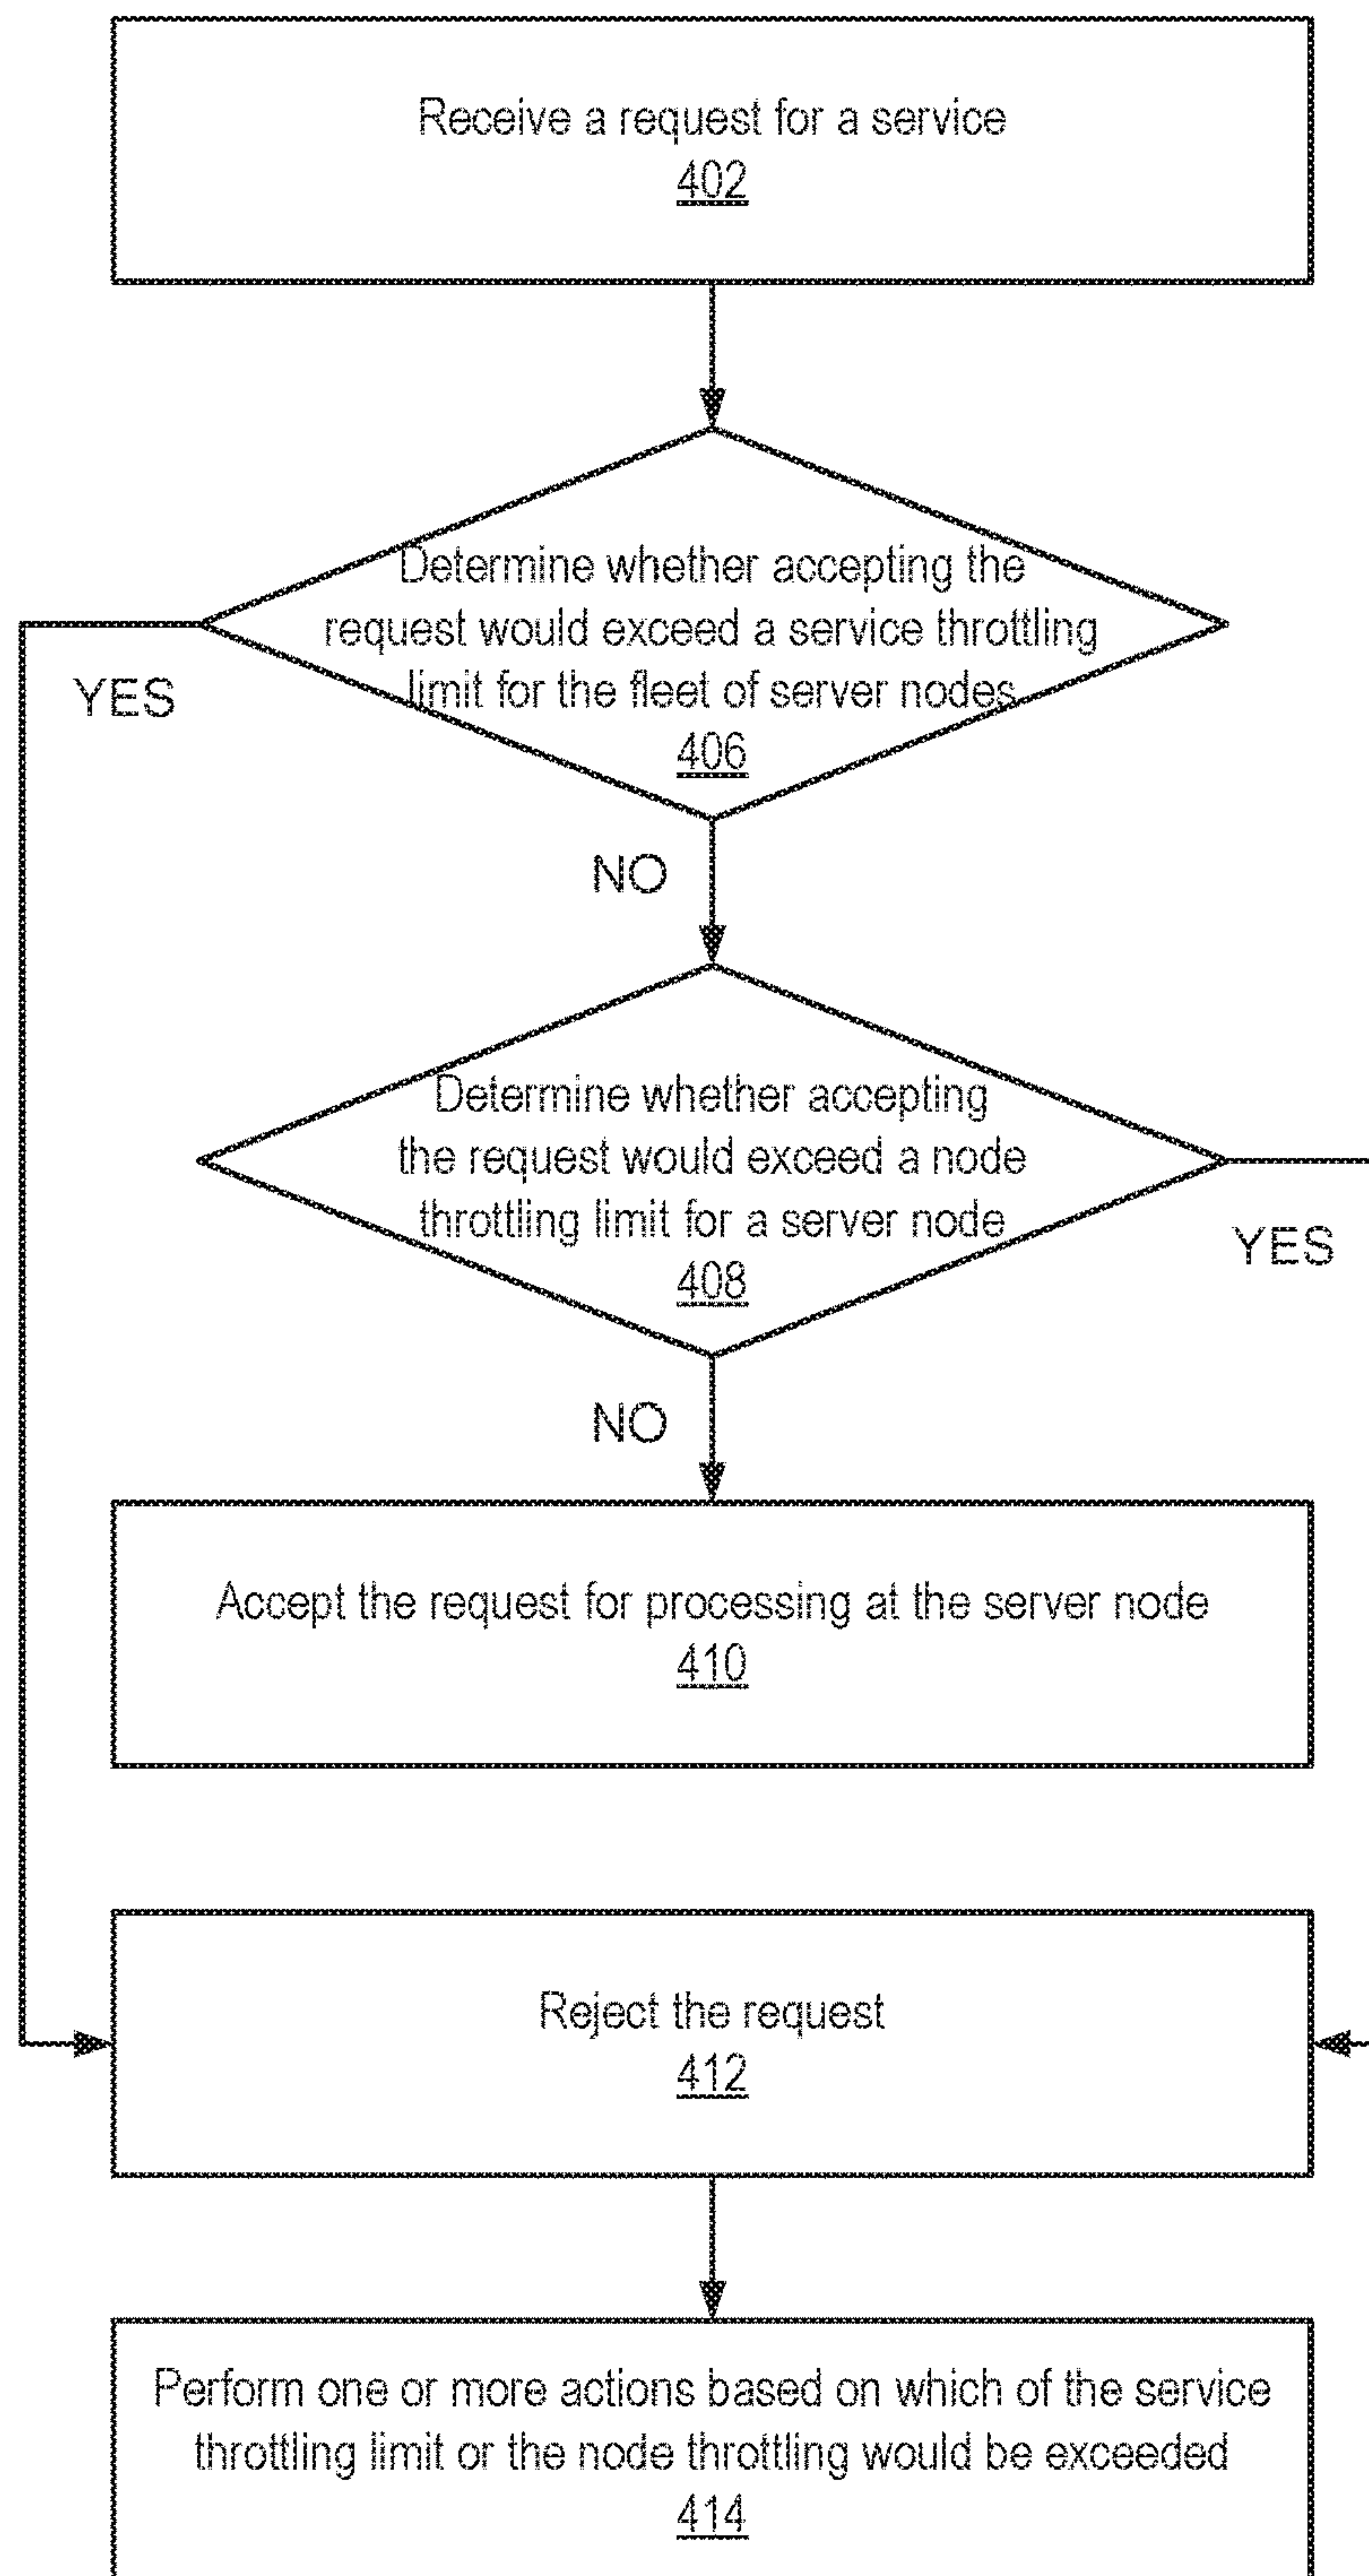 Receive a request for a service
402
Determine whether accepting the
request would exceed a service throttling
limit for the fleet of server nodes
406
YES
NO
Determine whether accepting
the request would exceed a node
throttling limit for a server node
408
YES
NO
Accept the request for processing at the server node
410
Reject the request
412
Perform one or more actions based on which of the service
throttling limit or the node throttling would be exceeded
414